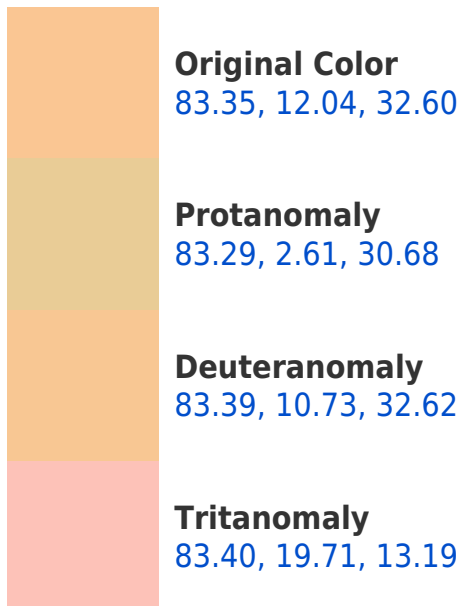 Original Color
83.35, 12.04, 32.60
Protanomaly
83.29, 2.61, 30.68
Deuteranomaly
83.39, 10.73, 32.62
Tritanomaly
83.40, 19.71, 13.19